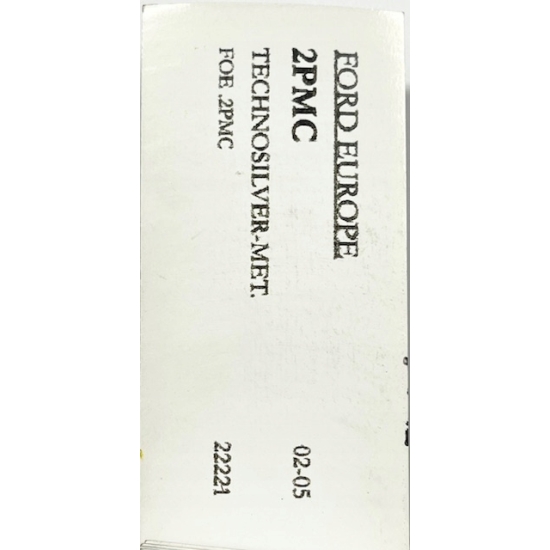 FORD EUROPE
2PMC 02-05
TECHNOSILVER-MET.
FOE .2PMC 22221